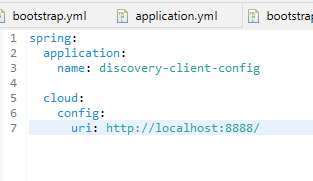 bootstrap.yml application.yml bootstra
1 spring:
2   application:
3     name: discovery-client-config
4
5   cloud:
6     config:
7       uri: http://localhost:8888/